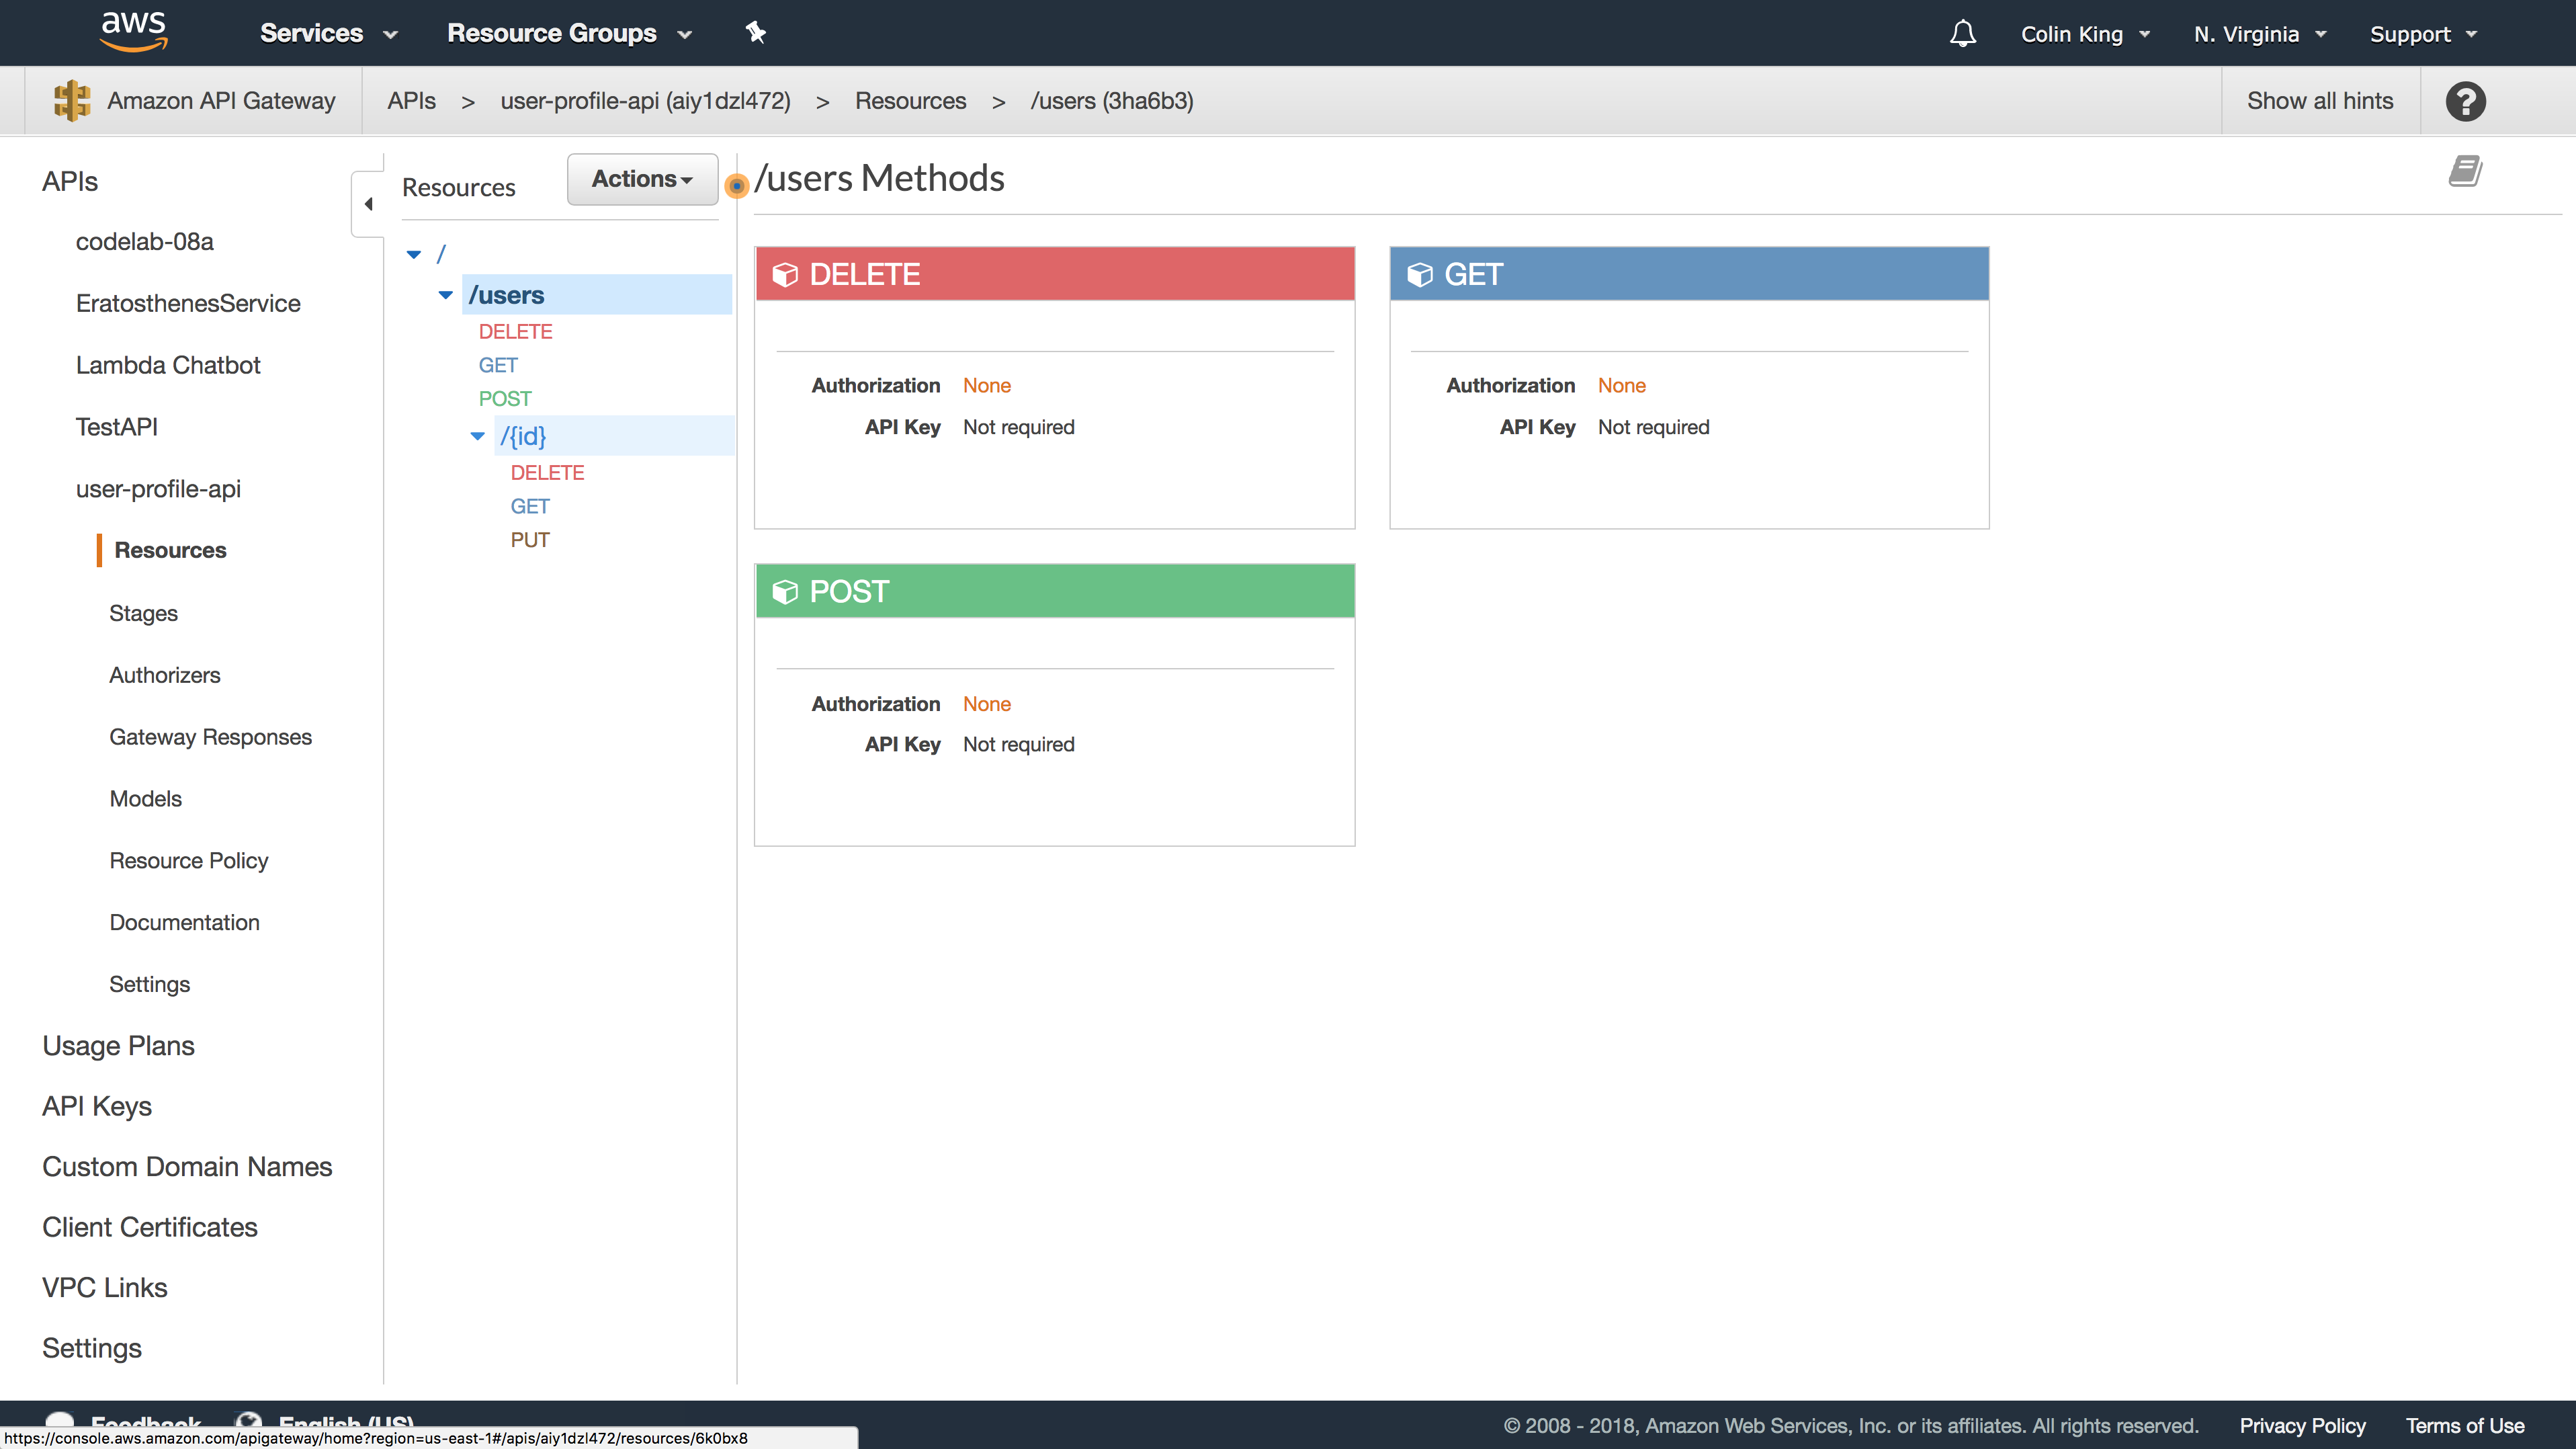 aws Services Resource Groups Colin King N. Virginia Support
Amazon API Gateway APIs > user-profile-api (aiy1dzl472) > Resources > /users (3ha6b3) Show all hints ?
APIs
codelab-08a
EratosthenesService
Lambda Chatbot
TestAPI
user-profile-api
Resources
Stages
Authorizers
Gateway Responses
Models
Resource Policy
Documentation
Settings
Usage Plans
API Keys
Custom Domain Names
Client Certificates
VPC Links
Settings
Resources Actions
/
/users
DELETE
GET
POST
/{id}
DELETE
GET
PUT
/users Methods
DELETE
Authorization None
API Key Not required
GET
Authorization None
API Key Not required
POST
Authorization None
API Key Not required
Feedback English (US)
© 2008 - 2018, Amazon Web Services, Inc. or its affiliates. All rights reserved. Privacy Policy Terms of Use
https://console.aws.amazon.com/apigateway/home?region=us-east-1#/apis/aiy1dzl472/resources/6k0bx8